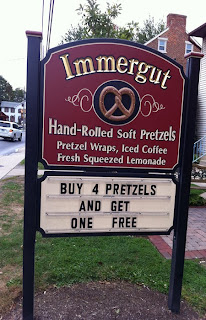 Immergut
Hand-Rolled Soft Pretzels
Pretzel Wraps, Iced Coffee
Fresh Squeezed Lemonade
BUY 4 PRETZELS
AND GET
ONE FREE